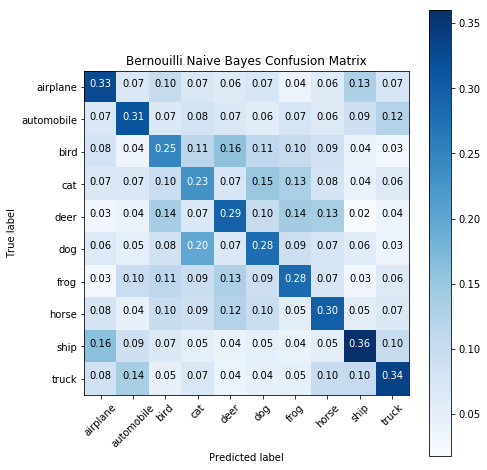 Bernouilli Naive Bayes Confusion Matrix
airplane 0.33 0.07 0.10 0.07 0.06 0.07 0.04 0.06 0.13 0.07
automobile 0.07 0.31 0.07 0.08 0.07 0.06 0.07 0.06 0.09 0.12
bird 0.08 0.04 0.25 0.11 0.16 0.11 0.10 0.09 0.04 0.03
cat 0.07 0.07 0.10 0.23 0.07 0.15 0.13 0.08 0.04 0.06
deer 0.03 0.04 0.14 0.07 0.29 0.10 0.14 0.13 0.02 0.04
dog 0.06 0.05 0.08 0.20 0.07 0.28 0.09 0.07 0.06 0.03
frog 0.03 0.10 0.11 0.09 0.13 0.09 0.28 0.07 0.03 0.06
horse 0.08 0.04 0.10 0.09 0.12 0.10 0.05 0.30 0.05 0.07
ship 0.16 0.09 0.07 0.05 0.04 0.05 0.04 0.05 0.36 0.10
truck 0.08 0.14 0.05 0.07 0.04 0.04 0.05 0.10 0.10 0.34
airplane automobile bird cat deer dog frog horse ship truck
True label
Predicted label
0.35
0.30
0.25
0.20
0.15
0.10
0.05